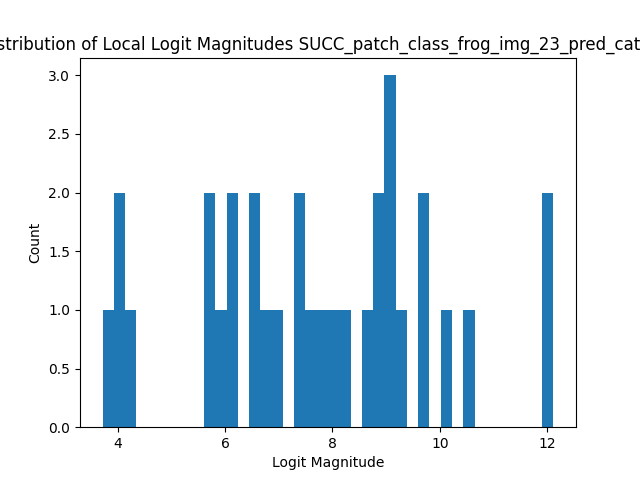 stribution of Local Logit Magnitudes SUCC_patch_class_frog_img_23_pred_cat
3.0
2.5
2.0
1.5
1.0
0.5
0.0
Count
4 6 8 10 12
Logit Magnitude